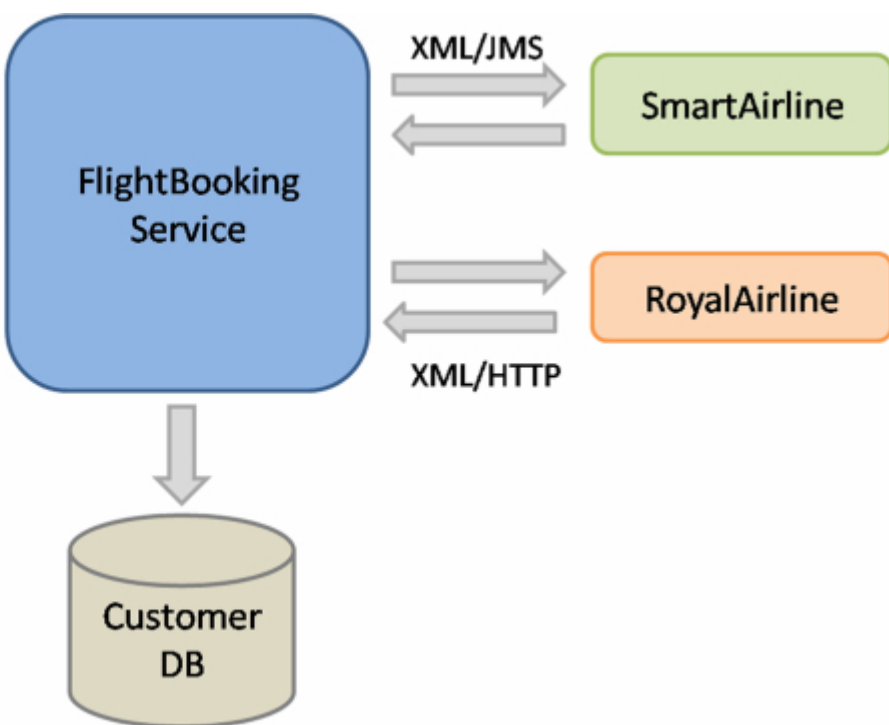 XML/JMS
SmartAirline
FlightBooking
Service
RoyalAirline
XML/HTTP
Customer
DB